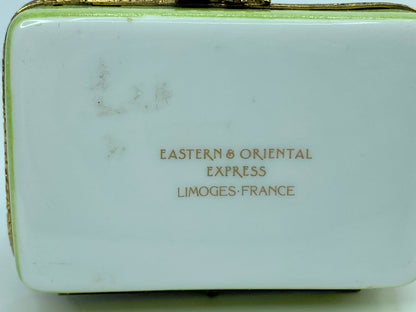 EASTERN & ORIENTAL
EXPRESS
LIMOGES·FRANCE